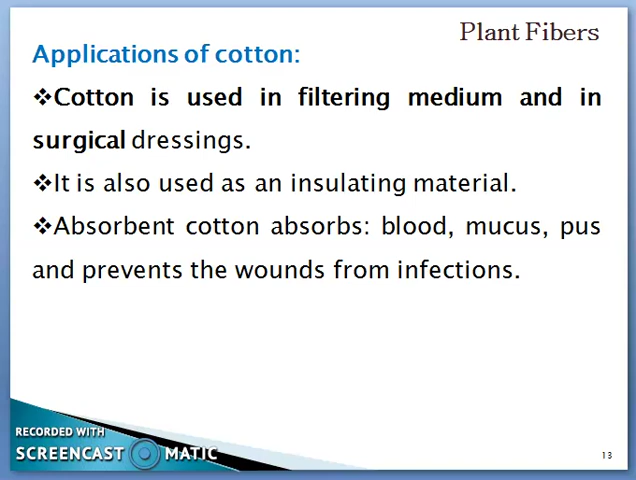 Plant Fibers
Applications of cotton:
❖Cotton is used in filtering medium and in
surgical dressings.
❖It is also used as an insulating material.
❖Absorbent cotton absorbs: blood, mucus, pus
and prevents the wounds from infections.
RECORDED WITH
SCREENCAST MATIC
13